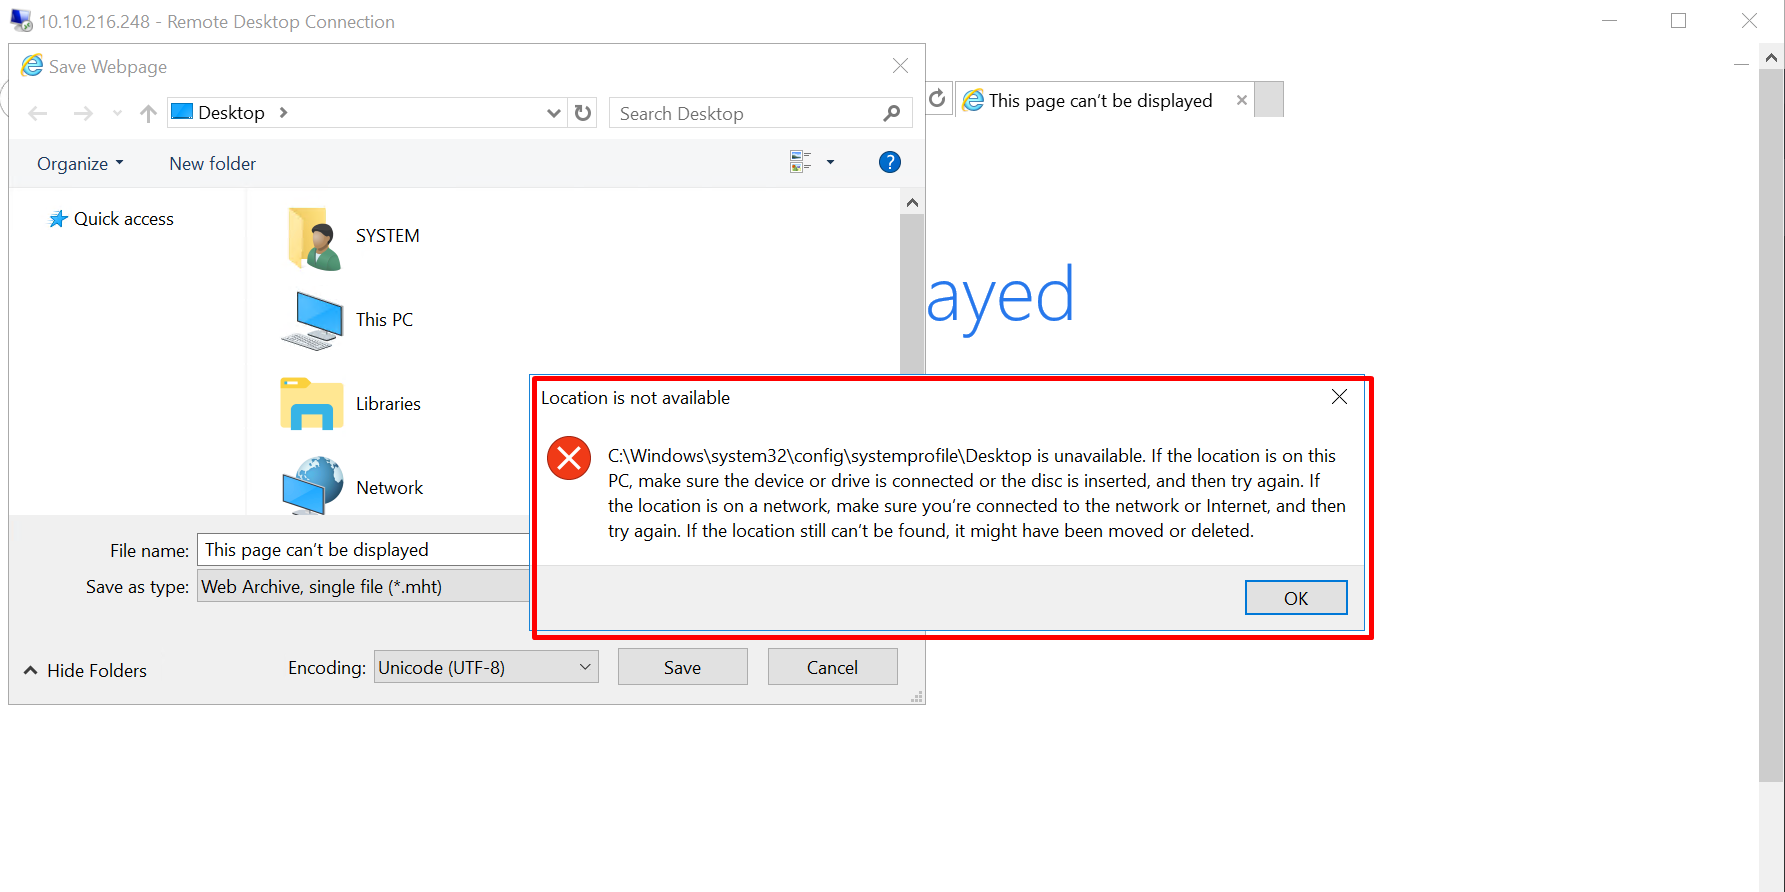 10.10.216.248 - Remote Desktop Connection
Save Webpage
Desktop
Search Desktop
This page can't be displayed
Organize
New folder
?
Quick access
SYSTEM
This PC
Libraries
Network
ayed
Location is not available
C:\Windows\system32\config\systemprofile\Desktop is unavailable. If the location is on this
PC, make sure the device or drive is connected or the disc is inserted, and then try again. If
the location is on a network, make sure you're connected to the network or Internet, and then
try again. If the location still can't be found, it might have been moved or deleted.
OK
File name: This page can't be displayed
Save as type: Web Archive, single file (*.mht)
Hide Folders
Encoding: Unicode (UTF-8)
Save
Cancel